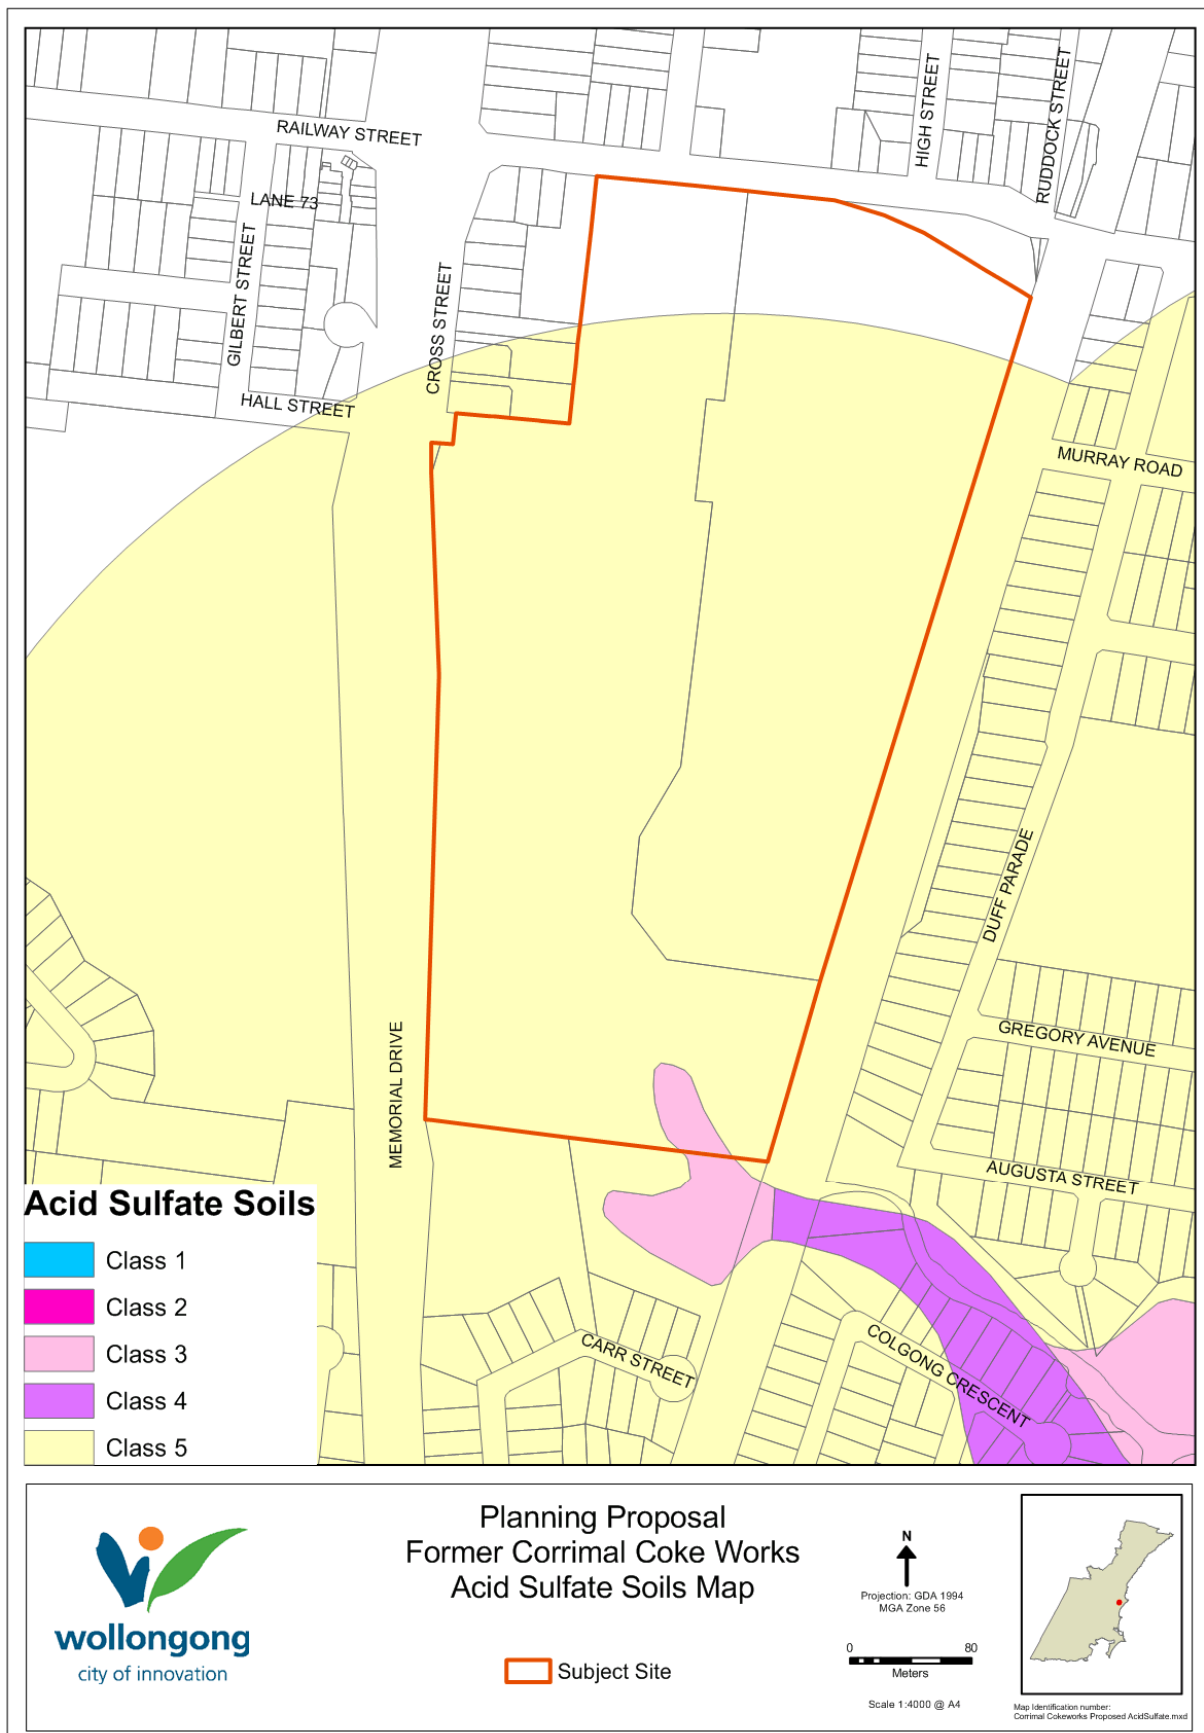 RAILWAY STREET
HIGH STREET
RUDDOCK STREET
LANE 73
GILBERT STREET
CROSS STREET
HALL STREET
MURRAY ROAD
DUFF PARADE
GREGORY AVENUE
MEMORIAL DRIVE
AUGUSTA STREET
CARR STREET
COLGONG CRESCENT
Acid Sulfate Soils
Class 1
Class 2
Class 3
Class 4
Class 5
wollongong
city of innovation
Planning Proposal
Former Corrimal Coke Works
Acid Sulfate Soils Map
Subject Site
N
Projection: GDA 1994
MGA Zone 56
0 80
Meters
Scale 1:4000 @ A4
Map Identification number:
Corrimal Cokeworks Proposed AcidSulfate.mxd